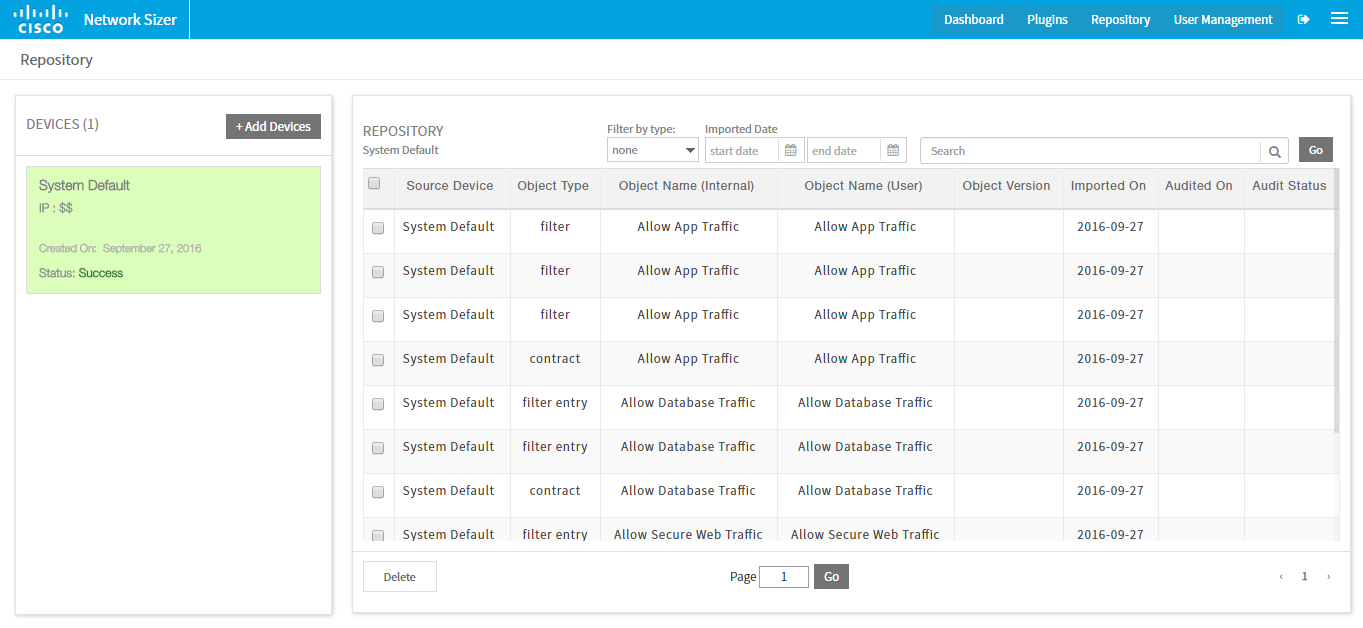 CISCO Network Sizer Dashboard PlugIns Repository User Management
Repository
DEVICES (1)
+ Add Devices
System Default
IP : $$
Created On: September 27, 2016
Status: Success
REPOSITORY
System Default
Filter by type:
none
Imported Date
start date
end date
Search
Go
Source Device Object Type Object Name (Internal) Object Name (User) Object Version Imported On Audited On Audit Status
System Default filter Allow App Traffic Allow App Traffic 2016-09-27
System Default filter Allow App Traffic Allow App Traffic 2016-09-27
System Default filter Allow App Traffic Allow App Traffic 2016-09-27
System Default contract Allow App Traffic Allow App Traffic 2016-09-27
System Default filter entry Allow Database Traffic Allow Database Traffic 2016-09-27
System Default filter entry Allow Database Traffic Allow Database Traffic 2016-09-27
System Default contract Allow Database Traffic Allow Database Traffic 2016-09-27
System Default filter entry Allow Secure Web Traffic Allow Secure Web Traffic 2016-09-27
Delete
Page 1 Go
‹ 1 ›